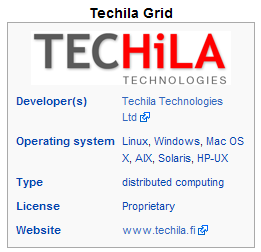 Techila Grid
TECHiLA
TECHNOLOGIES
Developer(s) Techila Technologies
Ltd
Operating system Linux, Windows, Mac OS
X, AIX, Solaris, HP-UX
Type distributed computing
License Proprietary
Website www.techila.fi